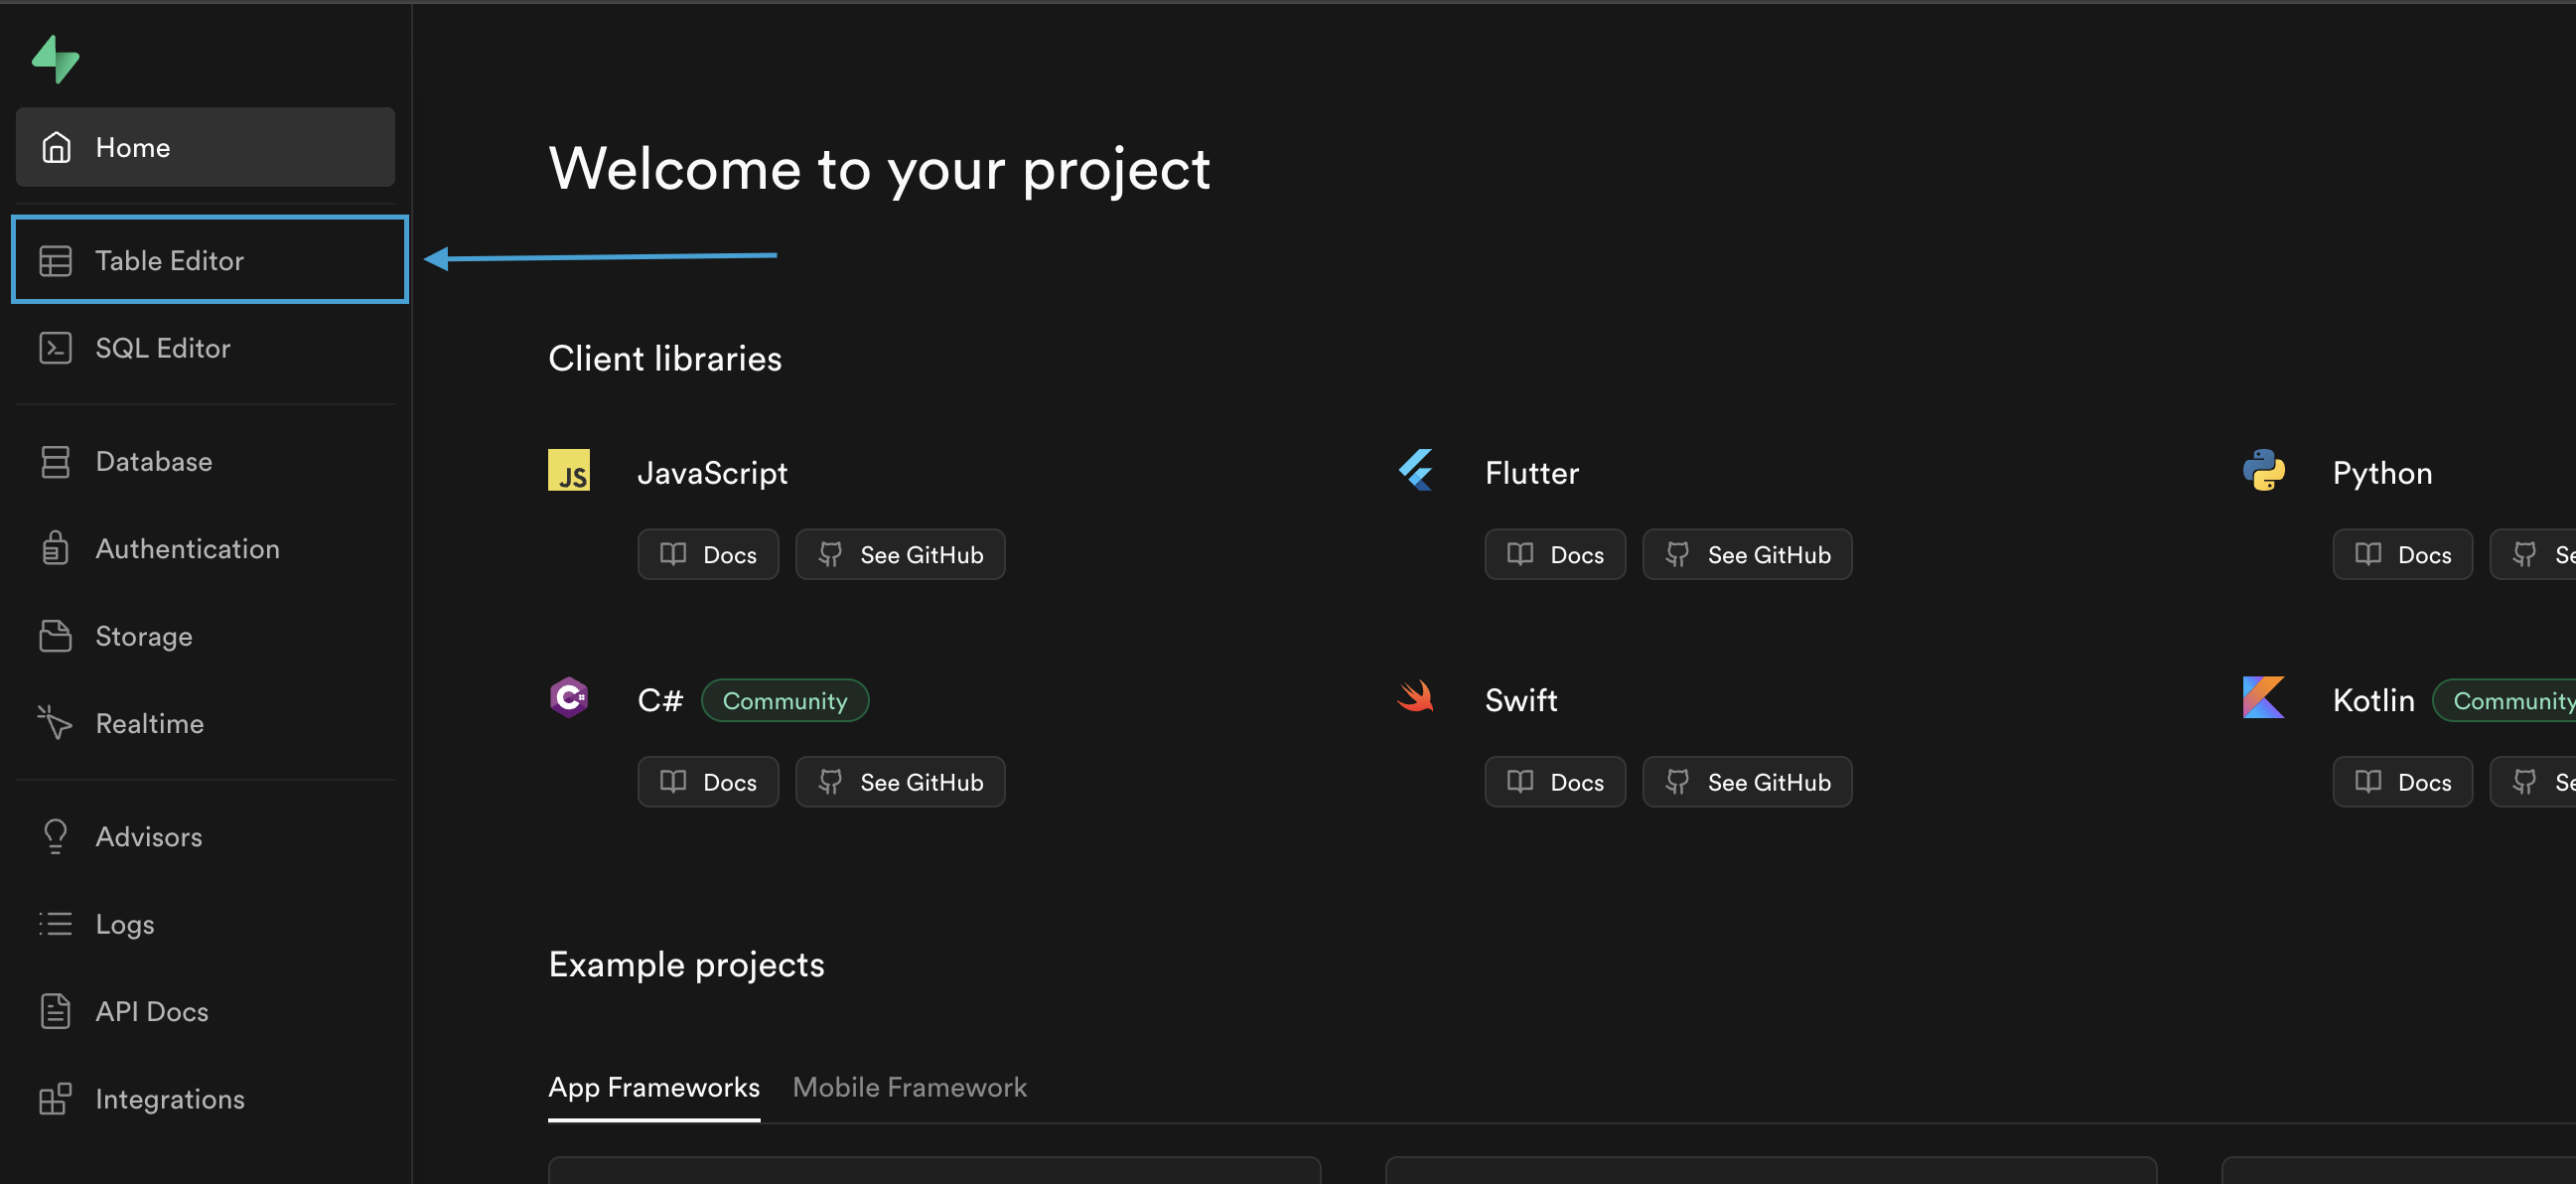 Home
Table Editor
SQL Editor
Database
Authentication
Storage
Realtime
Advisors
Logs
API Docs
Integrations
Welcome to your project
Client libraries
JS JavaScript
Docs See GitHub
Flutter
Docs See GitHub
Python
Docs Se
C# C# Community
Docs See GitHub
Swift
Docs See GitHub
Kotlin Community
Docs Se
Example projects
App Frameworks Mobile Framework